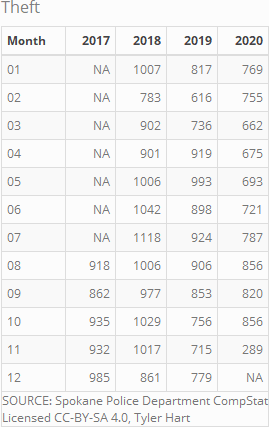 Theft
Month 2017 2018 2019 2020
01 NA 1007 817 769
02 NA 783 616 755
03 NA 902 736 662
04 NA 901 919 675
05 NA 1006 993 693
06 NA 1042 898 721
07 NA 1118 924 787
08 918 1006 906 856
09 862 977 853 820
10 935 1029 756 856
11 932 1017 715 289
12 985 861 779 NA
SOURCE: Spokane Police Department CompStat
Licensed CC-BY-SA 4.0, Tyler Hart